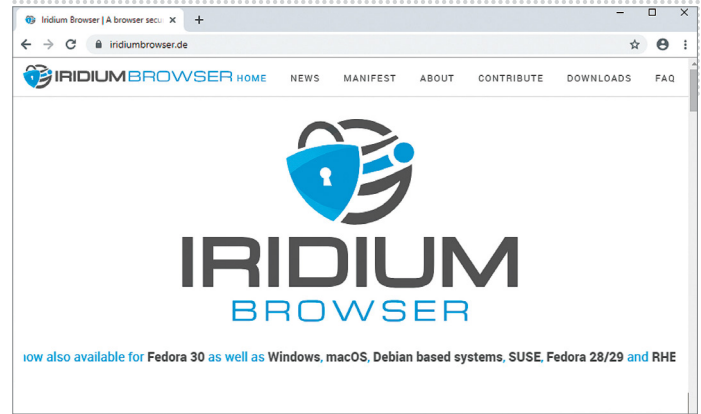 Iridium Browser | A browser secu
iridiumbrowser.de
IRIDIUMBROWSER HOME NEWS MANIFEST ABOUT CONTRIBUTE DOWNLOADS FAQ
IRIDIUM
BROWSER
now also available for Fedora 30 as well as Windows, macOS, Debian based systems, SUSE, Fedora 28/29 and RHE